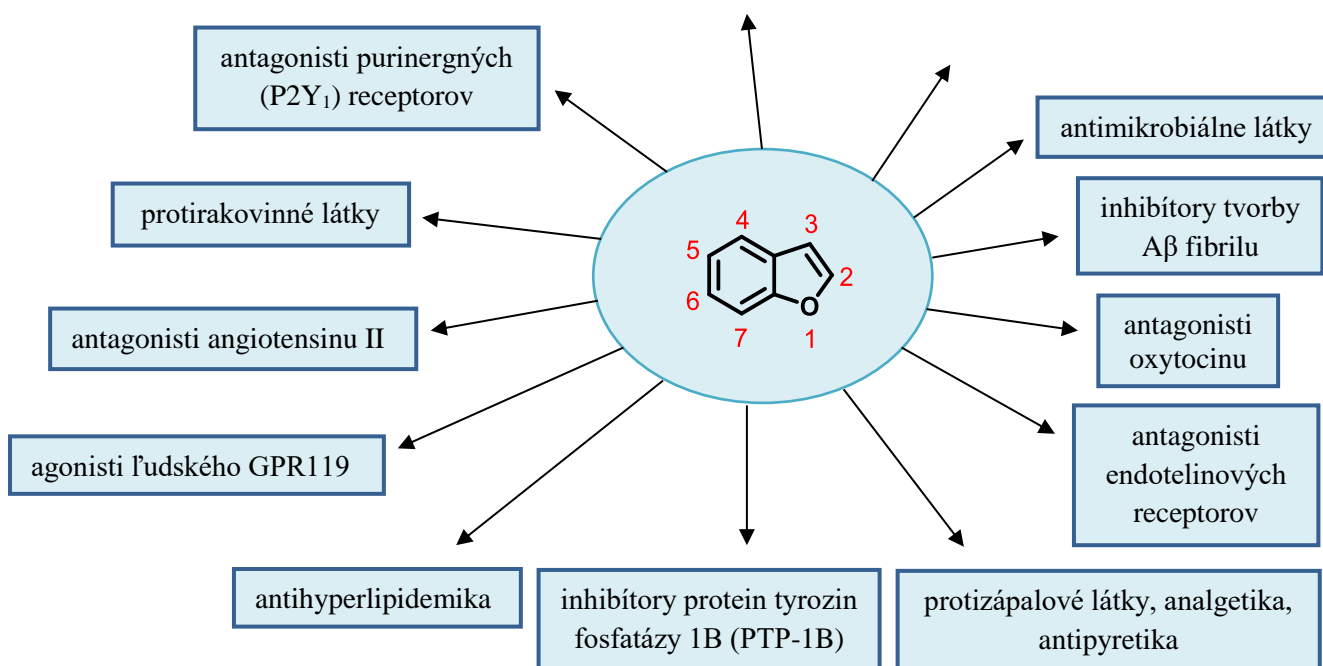 antagonisti purinergných
(P2Y₁) receptorov
antimikrobiálne látky
protirakovinné látky
inhibítory tvorby
Aβ fibrilu
4
3
5
2
6
7
O
1
antagonisti angiotensinu II
antagonisti
oxytocinu
agonisti ľudského GPR119
antagonisti
endotelinových
receptorov
antihyperlipidemika
inhibítory protein tyrozin
fosfatázy 1B (PTP-1B)
protizápalové látky, analgetika,
antipyretika